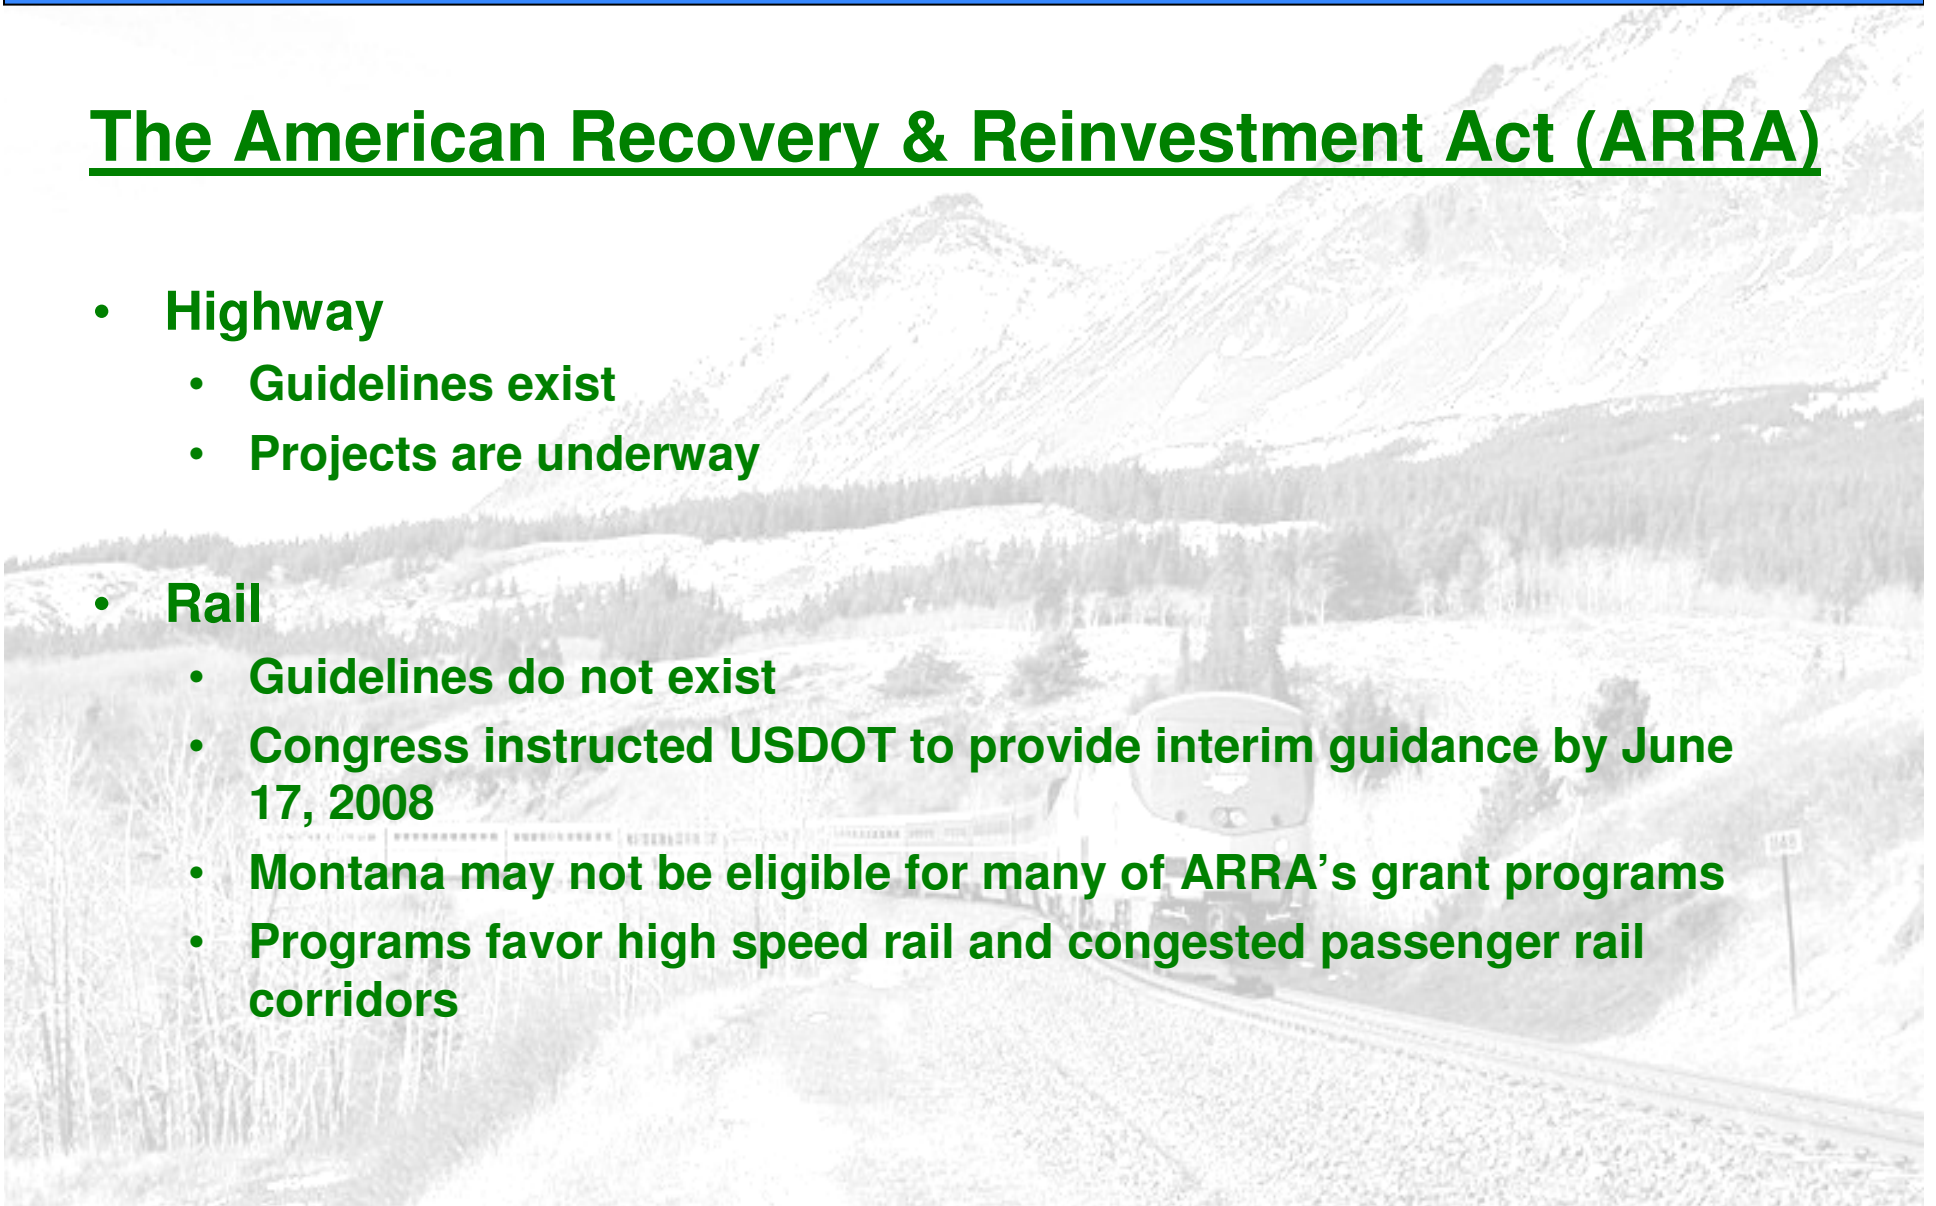 The American Recovery & Reinvestment Act (ARRA)
• Highway
• Guidelines exist
• Projects are underway
• Rail
• Guidelines do not exist
• Congress instructed USDOT to provide interim guidance by June
17, 2008
• Montana may not be eligible for many of ARRA’s grant programs
• Programs favor high speed rail and congested passenger rail
corridors